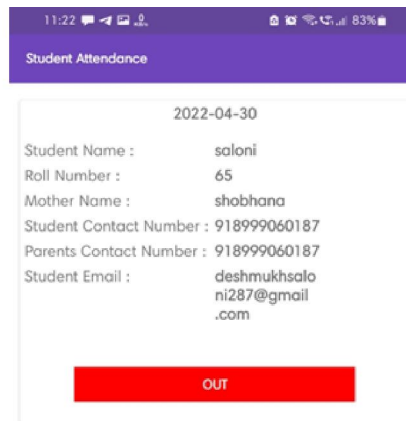 11:22 83%
Student Attendance
2022-04-30
Student Name : saloni
Roll Number : 65
Mother Name : shobhana
Student Contact Number : 918999060187
Parents Contact Number : 918999060187
Student Email : deshmukhsalo
ni287@gmail
.com
OUT